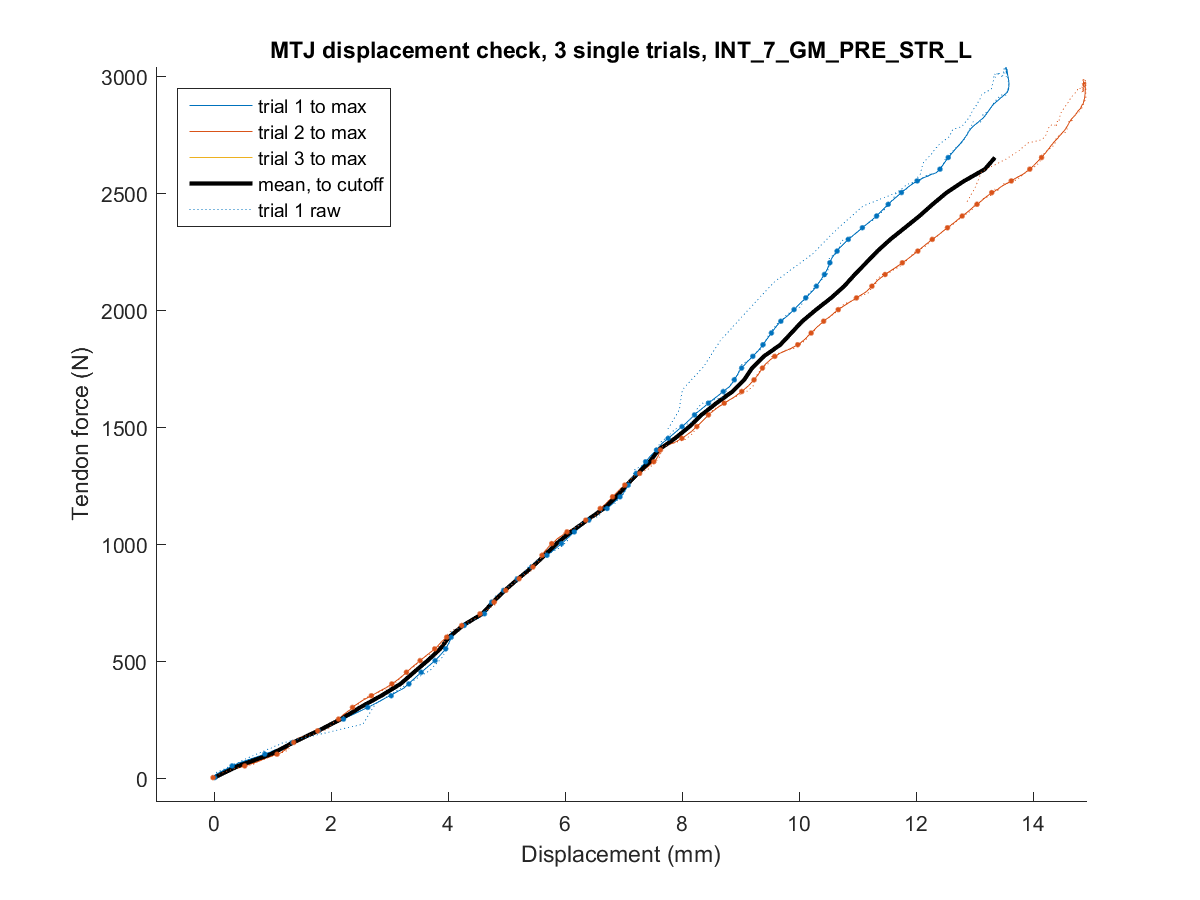 MTJ displacement check, 3 single trials, INT_7_GM_PRE_STR_L
3000
2500
2000
1500
1000
500
0
Tendon force (N)
trial 1 to max
trial 2 to max
trial 3 to max
mean, to cutoff
trial 1 raw
0 2 4 6 8 10 12 14
Displacement (mm)